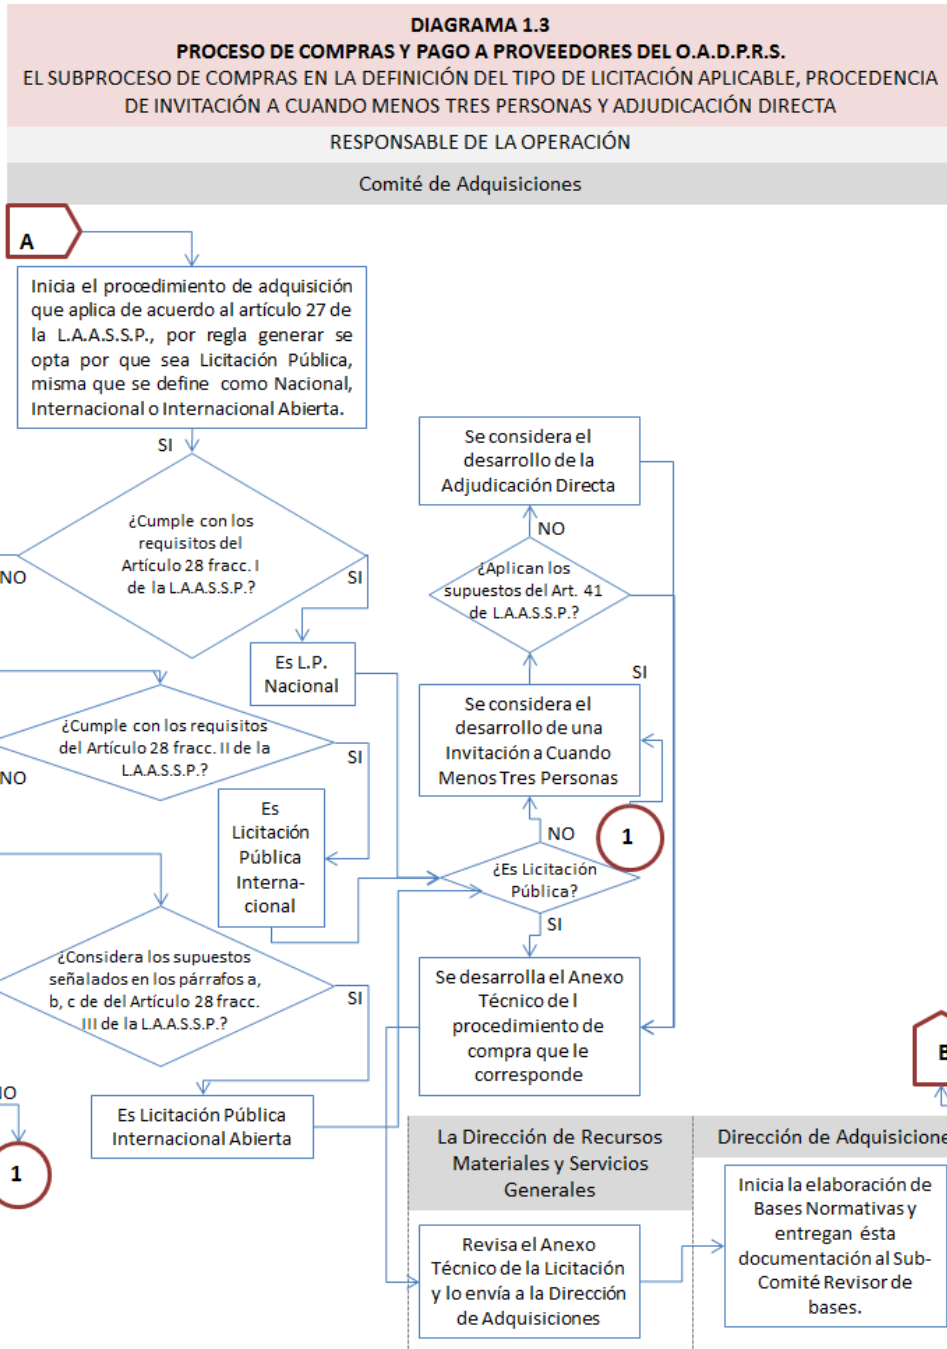 DIAGRAMA 1.3
PROCESO DE COMPRAS Y PAGO A PROVEEDORES DEL O.A.D.P.R.S.
EL SUBPROCESO DE COMPRAS EN LA DEFINICIÓN DEL TIPO DE LICITACIÓN APLICABLE, PROCEDENCIA
DE INVITACIÓN A CUANDO MENOS TRES PERSONAS Y ADJUDICACIÓN DIRECTA
RESPONSABLE DE LA OPERACIÓN
Comité de Adquisiciones
A
Inicia el procedimiento de adquisición
que aplica de acuerdo al artículo 27 de
la L.A.A.S.S.P., por regla generar se
opta por que sea Licitación Pública,
misma que se define como Nacional,
Internacional o Internacional Abierta.
SI
¿Cumple con los
requisitos del
Artículo 28 fracc. I
de la L.A.A.S.S.P.?
NO
SI
Es L.P.
Nacional
¿Cumple con los requisitos
del Artículo 28 fracc. II de la
L.A.A.S.S.P.?
NO
SI
Es
Licitación
Pública
Interna-
cional
¿Considera los supuestos
señalados en los párrafos a,
b, c de del Artículo 28 fracc.
III de la L.A.A.S.S.P.?
SI
NO
1
Es Licitación Pública
Internacional Abierta
Se considera el
desarrollo de la
Adjudicación Directa
NO
¿Aplican los
supuestos del Art. 41
de L.A.A.S.S.P.?
SI
Se considera el
desarrollo de una
Invitación a Cuando
Menos Tres Personas
NO
1
¿Es Licitación
Pública?
SI
Se desarrolla el Anexo
Técnico de l
procedimiento de
compra que le
corresponde
B
La Dirección de Recursos
Materiales y Servicios
Generales
Revisa el Anexo
Técnico de la Licitación
y lo envía a la Dirección
de Adquisiciones
Dirección de Adquisicione
Inicia la elaboración de
Bases Normativas y
entregan ésta
documentación al Sub-
Comité Revisor de
bases.